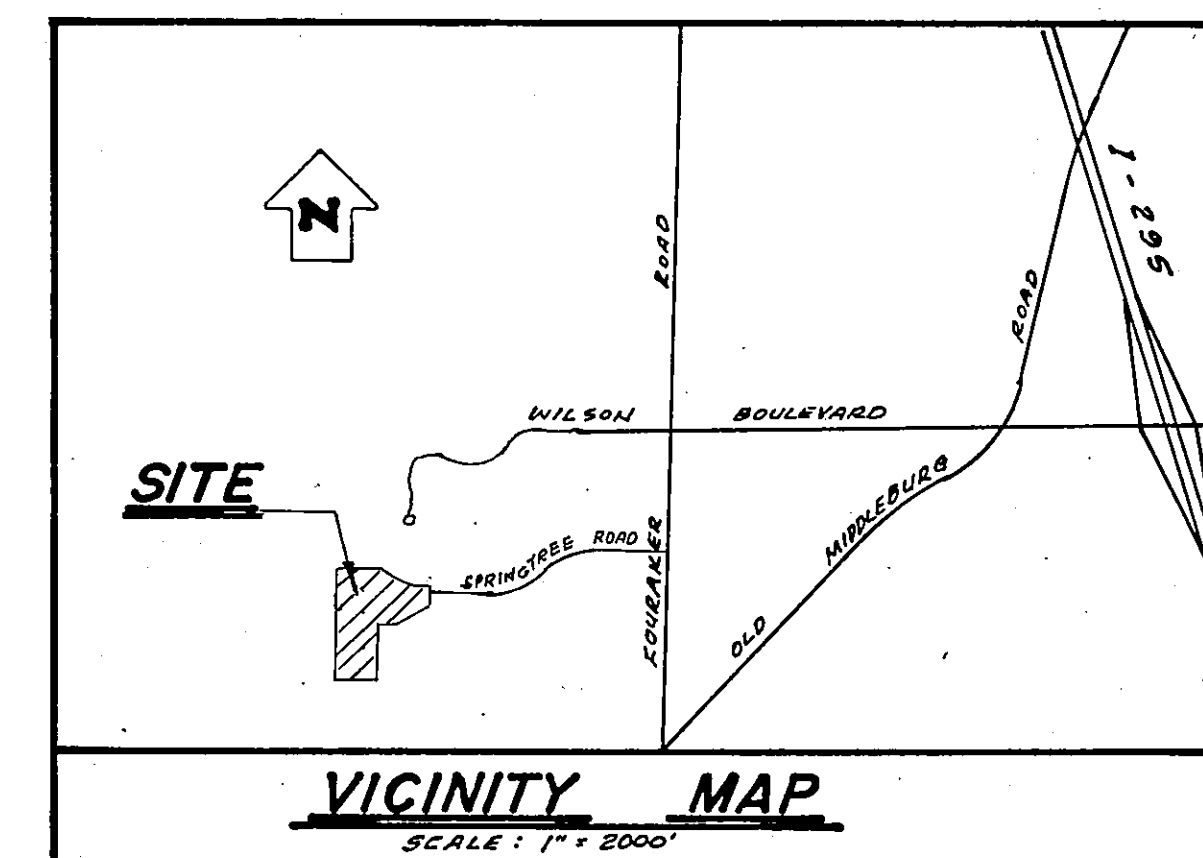 N
ROAD
I-295
ROAD
WILSON BOULEVARD
SITE
MIDDLEBURG
SPRINGTREE ROAD
FOURAKER
OLD
VICINITY MAP
SCALE: 1" = 2000'